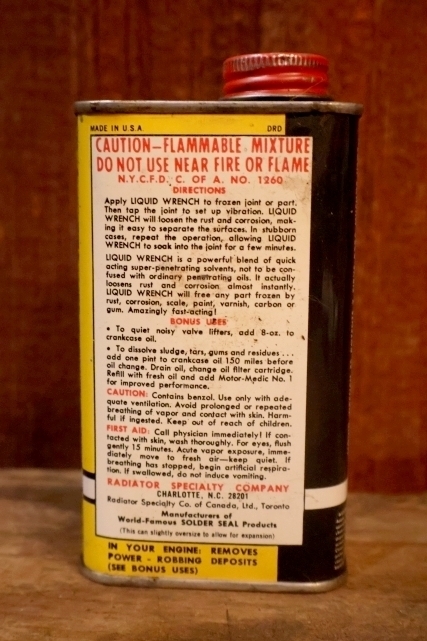 MADE IN U.S.A. DRD
CAUTION-FLAMMABLE MIXTURE
DO NOT USE NEAR FIRE OR FLAME
N.Y.C.F.D. C. OF A. NO. 1260
DIRECTIONS
Apply LIQUID WRENCH to frozen joint or part.
Then tap the joint to set up vibration. LIQUID
WRENCH will loosen the rust and corrosion, mak-
ing it easy to separate the surfaces. In stubborn
cases, repeat the operation, allowing LIQUID
WRENCH to soak into the joint for a few minutes.
LIQUID WRENCH is a powerful blend of quick
acting super-penetrating solvents, not to be con-
fused with ordinary penetrating oils. It actually
loosens rust and corrosion almost instantly.
LIQUID WRENCH will free any part frozen by
rust, corrosion, scale, paint, varnish, carbon or
gum. Amazingly fast-acting!
BONUS USES
• To quiet noisy valve lifters, add 8-oz. to
crankcase oil.
• To dissolve sludge, tars, gums and residues . . .
add one pint to crankcase oil 150 miles before
oil change. Drain oil, change oil filter cartridge.
Refill with fresh oil and add Motor-Medic No. 1
for improved performance.
CAUTION: Contains benzol. Use only with ade-
quate ventilation. Avoid prolonged or repeated
breathing of vapor and contact with skin. Harm-
ful if ingested. Keep out of reach of children.
FIRST AID: Call physician immediately! If con-
tacted with skin, wash thoroughly. For eyes, flush
gently 15 minutes. Acute vapor exposure, imme-
diately move to fresh air—keep quiet. If
breathing has stopped, begin artificial respira-
tion. If swallowed, do not induce vomiting.
RADIATOR SPECIALTY COMPANY
CHARLOTTE, N.C. 28201
Radiator Specialty Co. of Canada, Ltd., Toronto
Manufacturers of
World-Famous SOLDER SEAL Products
(This can slightly oversize to allow for expansion)
IN YOUR ENGINE: REMOVES
POWER - ROBBING DEPOSITS
(SEE BONUS USES)